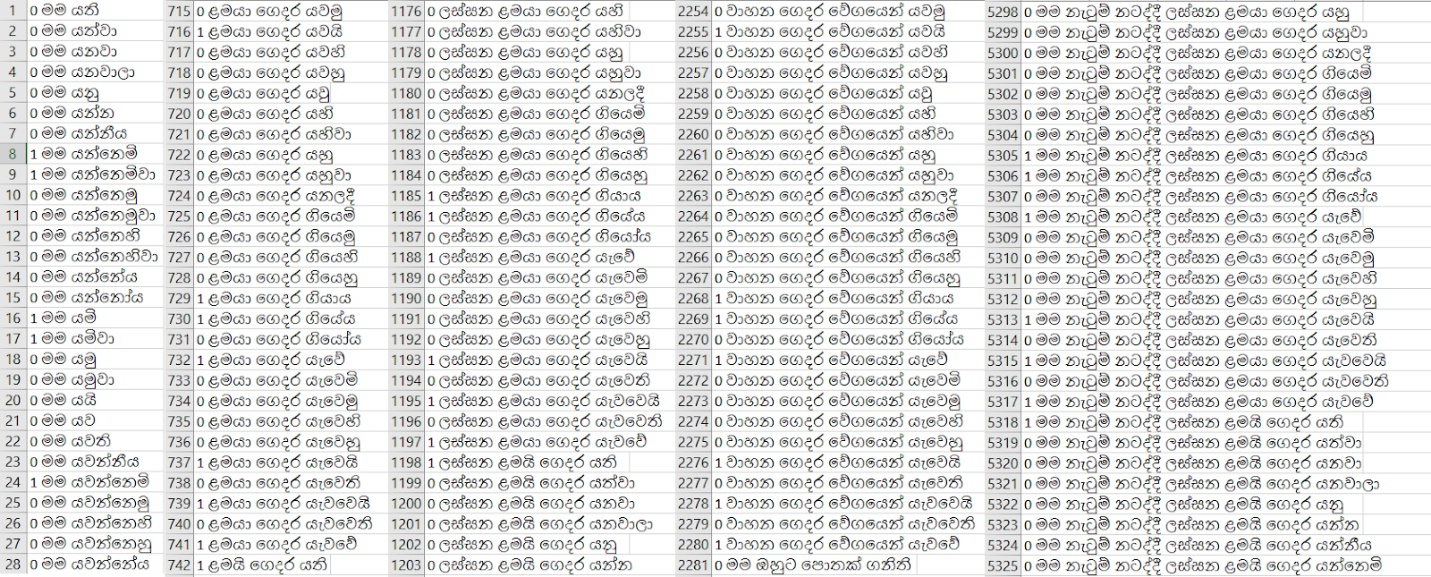 1 0 මම යති
2 0 මම යත්වා
3 0 මම යනවා
4 0 මම යනවාලා
5 0 මම යනු
6 0 මම යන්න
7 0 මම යන්නීය
8 1 මම යන්නෙමි
9 1 මම යන්නෙමිවා
10 0 මම යන්නෙමු
11 0 මම යන්නෙමුවා
12 0 මම යන්නෙහි
13 0 මම යන්නෙහිවා
14 0 මම යන්නේය
15 0 මම යන්නෝය
16 1 මම යමි
17 1 මම යමිවා
18 0 මම යමු
19 0 මම යමුවා
20 0 මම යයි
21 0 මම යව
22 0 මම යවති
23 0 මම යවන්නීය
24 1 මම යවන්නෙමි
25 0 මම යවන්නෙමු
26 0 මම යවන්නෙහි
27 0 මම යවන්නෙහු
28 0 මම යවන්නේය
715 0 ළමයා ගෙදර යවමු
716 1 ළමයා ගෙදර යවයි
717 0 ළමයා ගෙදර යවහි
718 0 ළමයා ගෙදර යවහු
719 0 ළමයා ගෙදර යවු
720 0 ළමයා ගෙදර යහි
721 0 ළමයා ගෙදර යහිවා
722 0 ළමයා ගෙදර යහු
723 0 ළමයා ගෙදර යහුවා
724 0 ළමයා ගෙදර යනලදී
725 0 ළමයා ගෙදර ගියෙමි
726 0 ළමයා ගෙදර ගියෙමු
727 0 ළමයා ගෙදර ගියෙහි
728 0 ළමයා ගෙදර ගියෙහු
729 1 ළමයා ගෙදර ගියාය
730 1 ළමයා ගෙදර ගියේය
731 0 ළමයා ගෙදර ගියෝය
732 1 ළමයා ගෙදර යැවේ
733 0 ළමයා ගෙදර යැවෙමි
734 0 ළමයා ගෙදර යැවෙමු
735 0 ළමයා ගෙදර යැවෙහි
736 0 ළමයා ගෙදර යැවෙහු
737 1 ළමයා ගෙදර යැවෙයි
738 0 ළමයා ගෙදර යැවෙති
739 1 ළමයා ගෙදර යැවවෙයි
740 0 ළමයා ගෙදර යැවවෙති
741 1 ළමයා ගෙදර යැවවේ
742 1 ළමයි ගෙදර යති
1176 0 ලස්සන ළමයා ගෙදර යහි
1177 0 ලස්සන ළමයා ගෙදර යහිවා
1178 0 ලස්සන ළමයා ගෙදර යහු
1179 0 ලස්සන ළමයා ගෙදර යහුවා
1180 0 ලස්සන ළමයා ගෙදර යනලදී
1181 0 ලස්සන ළමයා ගෙදර ගියෙමි
1182 0 ලස්සන ළමයා ගෙදර ගියෙමු
1183 0 ලස්සන ළමයා ගෙදර ගියෙහි
1184 0 ලස්සන ළමයා ගෙදර ගියෙහු
1185 1 ලස්සන ළමයා ගෙදර ගියාය
1186 1 ලස්සන ළමයා ගෙදර ගියේය
1187 0 ලස්සන ළමයා ගෙදර ගියෝය
1188 1 ලස්සන ළමයා ගෙදර යැවේ
1189 0 ලස්සන ළමයා ගෙදර යැවෙමි
1190 0 ලස්සන ළමයා ගෙදර යැවෙමු
1191 0 ලස්සන ළමයා ගෙදර යැවෙහි
1192 0 ලස්සන ළමයා ගෙදර යැවෙහු
1193 1 ලස්සන ළමයා ගෙදර යැවෙයි
1194 0 ලස්සන ළමයා ගෙදර යැවෙති
1195 1 ලස්සන ළමයා ගෙදර යැවවෙයි
1196 0 ලස්සන ළමයා ගෙදර යැවවෙති
1197 1 ලස්සන ළමයා ගෙදර යැවවේ
1198 1 ලස්සන ළමයි ගෙදර යති
1199 0 ලස්සන ළමයි ගෙදර යත්වා
1200 0 ලස්සන ළමයි ගෙදර යනවා
1201 0 ලස්සන ළමයි ගෙදර යනවාලා
1202 0 ලස්සන ළමයි ගෙදර යනු
1203 0 ලස්සන ළමයි ගෙදර යන්න
2254 0 වාහන ගෙදර වේගයෙන් යවමු
2255 1 වාහන ගෙදර වේගයෙන් යවයි
2256 0 වාහන ගෙදර වේගයෙන් යවහි
2257 0 වාහන ගෙදර වේගයෙන් යවහු
2258 0 වාහන ගෙදර වේගයෙන් යවු
2259 0 වාහන ගෙදර වේගයෙන් යහි
2260 0 වාහන ගෙදර වේගයෙන් යහිවා
2261 0 වාහන ගෙදර වේගයෙන් යහු
2262 0 වාහන ගෙදර වේගයෙන් යහුවා
2263 0 වාහන ගෙදර වේගයෙන් යනලදී
2264 0 වාහන ගෙදර වේගයෙන් ගියෙමි
2265 0 වාහන ගෙදර වේගයෙන් ගියෙමු
2266 0 වාහන ගෙදර වේගයෙන් ගියෙහි
2267 0 වාහන ගෙදර වේගයෙන් ගියෙහු
2268 1 වාහන ගෙදර වේගයෙන් ගියාය
2269 1 වාහන ගෙදර වේගයෙන් ගියේය
2270 0 වාහන ගෙදර වේගයෙන් ගියෝය
2271 1 වාහන ගෙදර වේගයෙන් යැවේ
2272 0 වාහන ගෙදර වේගයෙන් යැවෙමි
2273 0 වාහන ගෙදර වේගයෙන් යැවෙමු
2274 0 වාහන ගෙදර වේගයෙන් යැවෙහි
2275 0 වාහන ගෙදර වේගයෙන් යැවෙහු
2276 1 වාහන ගෙදර වේගයෙන් යැවෙයි
2277 0 වාහන ගෙදර වේගයෙන් යැවෙති
2278 1 වාහන ගෙදර වේගයෙන් යැවවෙයි
2279 0 වාහන ගෙදර වේගයෙන් යැවවෙති
2280 1 වාහන ගෙදර වේගයෙන් යැවවේ
2281 0 මම ඔහුට පොතක් ගනිති
5298 0 මම නැටුම් නටද්දී ලස්සන ළමයා ගෙදර යහු
5299 0 මම නැටුම් නටද්දී ලස්සන ළමයා ගෙදර යහුවා
5300 0 මම නැටුම් නටද්දී ලස්සන ළමයා ගෙදර යනලදී
5301 0 මම නැටුම් නටද්දී ලස්සන ළමයා ගෙදර ගියෙමි
5302 0 මම නැටුම් නටද්දී ලස්සන ළමයා ගෙදර ගියෙමු
5303 0 මම නැටුම් නටද්දී ලස්සන ළමයා ගෙදර ගියෙහි
5304 0 මම නැටුම් නටද්දී ලස්සන ළමයා ගෙදර ගියෙහු
5305 1 මම නැටුම් නටද්දී ලස්සන ළමයා ගෙදර ගියාය
5306 1 මම නැටුම් නටද්දී ලස්සන ළමයා ගෙදර ගියේය
5307 0 මම නැටුම් නටද්දී ලස්සන ළමයා ගෙදර ගියෝය
5308 1 මම නැටුම් නටද්දී ලස්සන ළමයා ගෙදර යැවේ
5309 0 මම නැටුම් නටද්දී ලස්සන ළමයා ගෙදර යැවෙමි
5310 0 මම නැටුම් නටද්දී ලස්සන ළමයා ගෙදර යැවෙමු
5311 0 මම නැටුම් නටද්දී ලස්සන ළමයා ගෙදර යැවෙහි
5312 0 මම නැටුම් නටද්දී ලස්සන ළමයා ගෙදර යැවෙහු
5313 1 මම නැටුම් නටද්දී ලස්සන ළමයා ගෙදර යැවෙයි
5314 0 මම නැටුම් නටද්දී ලස්සන ළමයා ගෙදර යැවෙති
5315 1 මම නැටුම් නටද්දී ලස්සන ළමයා ගෙදර යැවවෙයි
5316 0 මම නැටුම් නටද්දී ලස්සන ළමයා ගෙදර යැවවෙති
5317 1 මම නැටුම් නටද්දී ලස්සන ළමයා ගෙදර යැවවේ
5318 1 මම නැටුම් නටද්දී ලස්සන ළමයි ගෙදර යති
5319 0 මම නැටුම් නටද්දී ලස්සන ළමයි ගෙදර යත්වා
5320 0 මම නැටුම් නටද්දී ලස්සන ළමයි ගෙදර යනවා
5321 0 මම නැටුම් නටද්දී ලස්සන ළමයි ගෙදර යනවාලා
5322 0 මම නැටුම් නටද්දී ලස්සන ළමයි ගෙදර යනු
5323 0 මම නැටුම් නටද්දී ලස්සන ළමයි ගෙදර යන්න
5324 0 මම නැටුම් නටද්දී ලස්සන ළමයි ගෙදර යන්නීය
5325 0 මම නැටුම් නටද්දී ලස්සන ළමයි ගෙදර යන්නෙමි